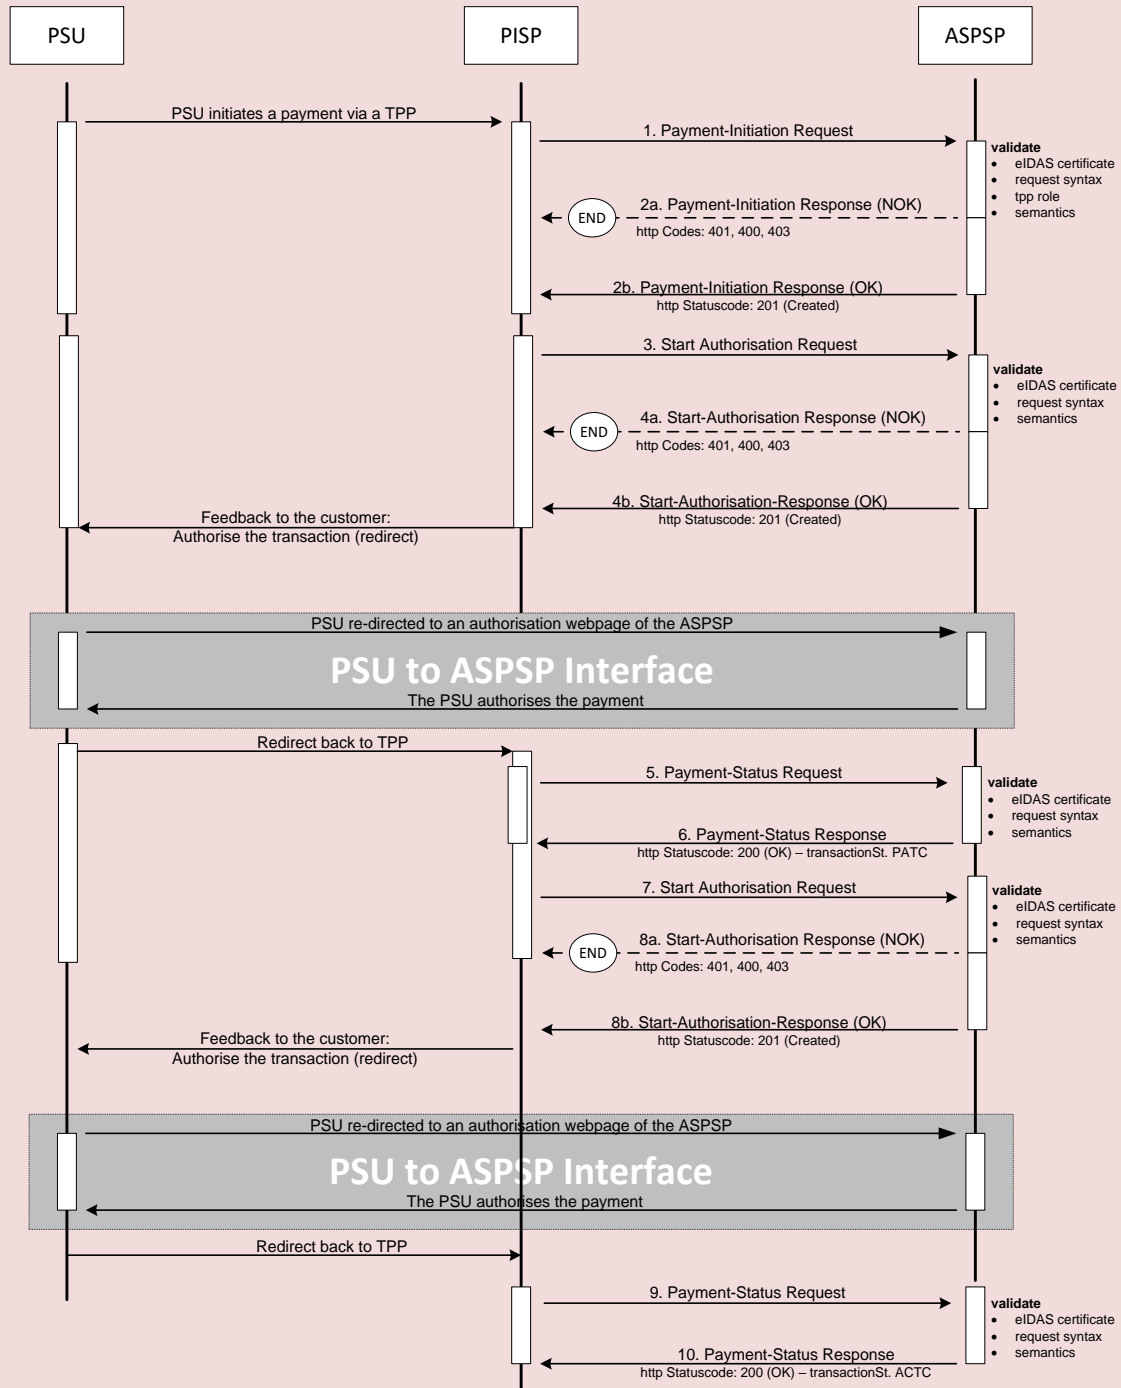 PSU
PISP
ASPSP
PSU initiates a payment via a TPP
1. Payment-Initiation Request
validate
• eIDAS certificate
• request syntax
• tpp role
• semantics
2a. Payment-Initiation Response (NOK)
END
http Codes: 401, 400, 403
2b. Payment-Initiation Response (OK)
http Statuscode: 201 (Created)
3. Start Authorisation Request
validate
• eIDAS certificate
• request syntax
• semantics
4a. Start-Authorisation Response (NOK)
END
http Codes: 401, 400, 403
4b. Start-Authorisation-Response (OK)
http Statuscode: 201 (Created)
Feedback to the customer:
Authorise the transaction (redirect)
PSU re-directed to an authorisation webpage of the ASPSP
PSU to ASPSP Interface
The PSU authorises the payment
Redirect back to TPP
5. Payment-Status Request
validate
• eIDAS certificate
• request syntax
• semantics
6. Payment-Status Response
http Statuscode: 200 (OK) – transactionSt. PATC
7. Start Authorisation Request
validate
• eIDAS certificate
• request syntax
• semantics
8a. Start-Authorisation Response (NOK)
END
http Codes: 401, 400, 403
8b. Start-Authorisation-Response (OK)
http Statuscode: 201 (Created)
Feedback to the customer:
Authorise the transaction (redirect)
PSU re-directed to an authorisation webpage of the ASPSP
PSU to ASPSP Interface
The PSU authorises the payment
Redirect back to TPP
9. Payment-Status Request
validate
• eIDAS certificate
• request syntax
• semantics
10. Payment-Status Response
http Statuscode: 200 (OK) – transactionSt. ACTC